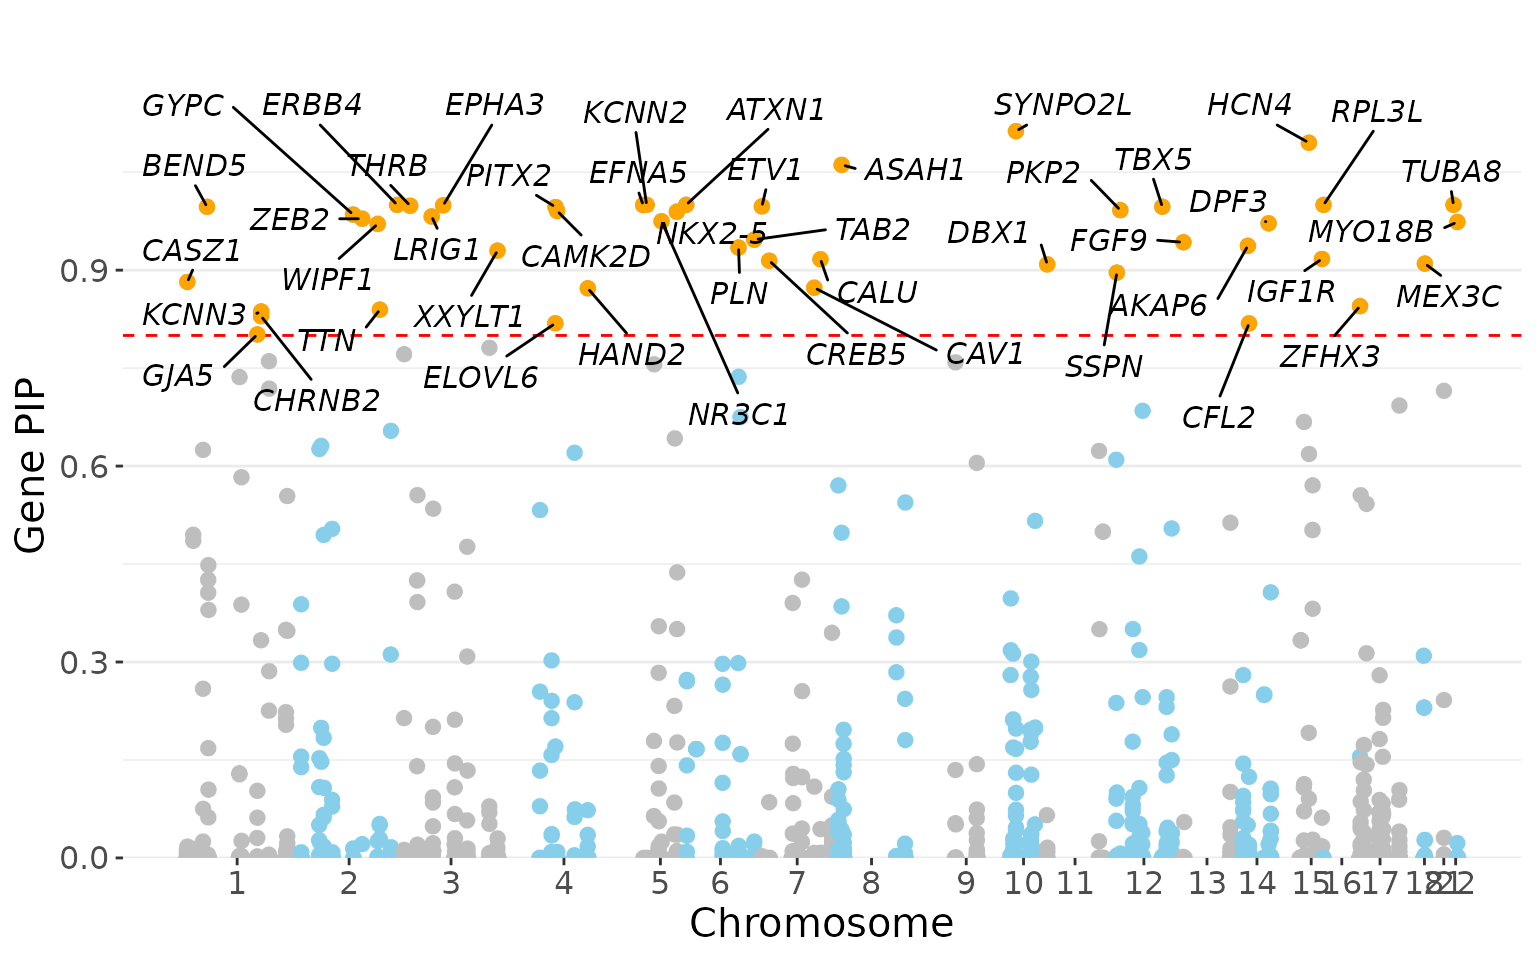 GYPC ERBB4 EPHA3 KCNN2 ATXN1 SYNPO2L HCN4 RPL3L
BEND5 THRB PITX2 EFNA5 ETV1 ASAH1 PKP2 TBX5 TUBA8
ZEB2 LRIG1 NKX2-5 TAB2 DBX1 FGF9 DPF3 MYO18B
CASZ1 WIPF1 CAMK2D PLN CALU AKAP6 IGF1R MEX3C
KCNN3 TTN XXYLT1 HAND2 CREB5 CAV1 SSPN ZFHX3
GJA5 CHRNB2 ELOVL6 NR3C1 CFL2
0.9
0.6
0.3
0.0
Gene PIP
1 2 3 4 5 6 7 8 9 10 11 12 13 14 15 16 17 18 21 22
Chromosome